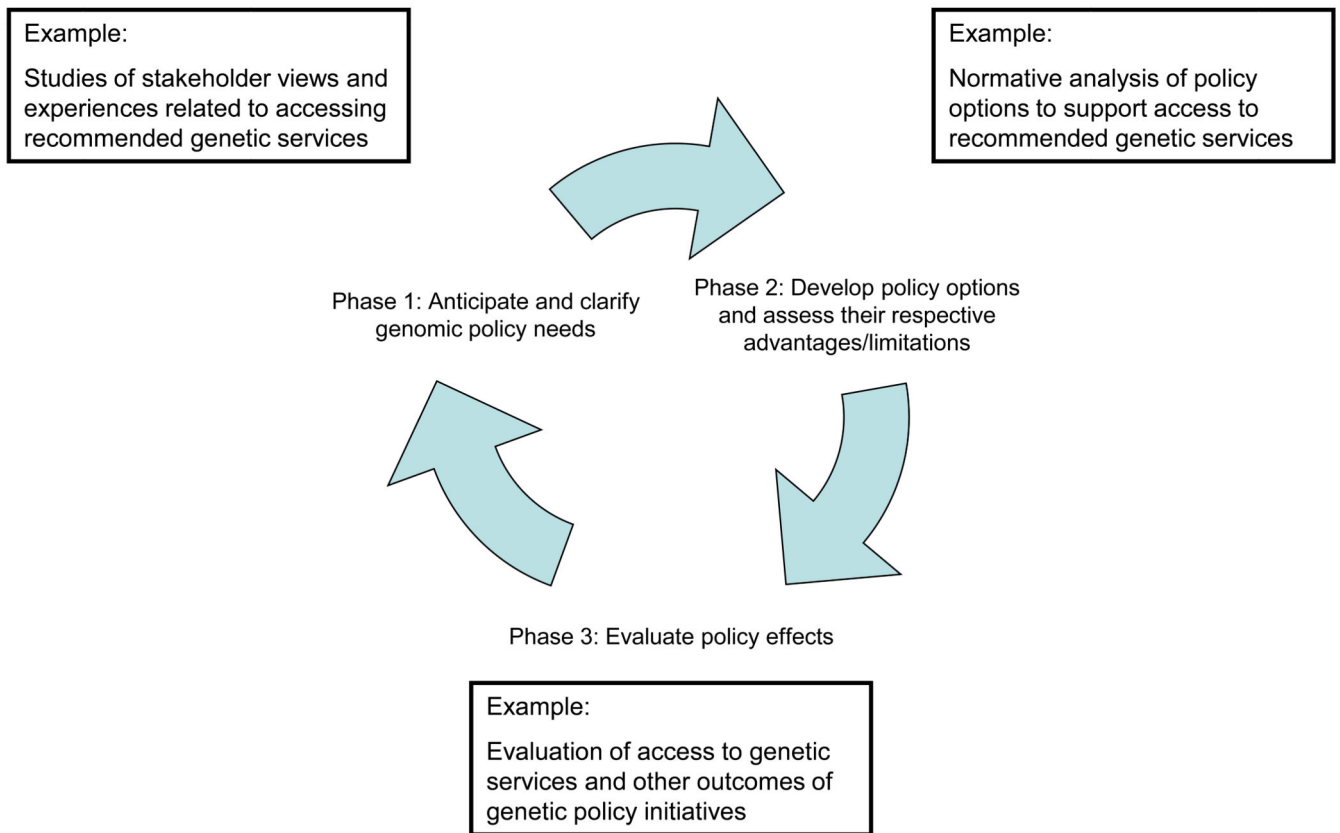 Example:
Studies of stakeholder views and
experiences related to accessing
recommended genetic services
Example:
Normative analysis of policy
options to support access to
recommended genetic services
Phase 1: Anticipate and clarify
genomic policy needs
Phase 2: Develop policy options
and assess their respective
advantages/limitations
Phase 3: Evaluate policy effects
Example:
Evaluation of access to genetic
services and other outcomes of
genetic policy initiatives